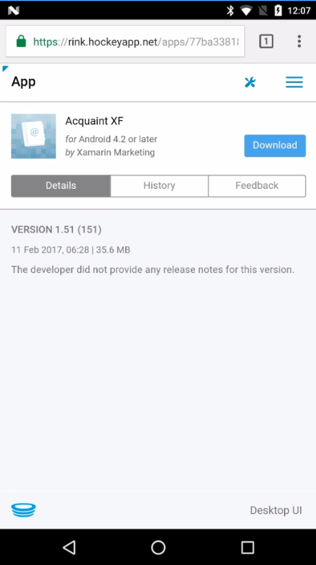 12:07
https://rink.hockeyapp.net/apps/77ba3381
1
App
Acquaint XF
for Android 4.2 or later
by Xamarin Marketing
Download
Details
History
Feedback
VERSION 1.51 (151)
11 Feb 2017, 06:28 | 35.6 MB
The developer did not provide any release notes for this version.
Desktop UI